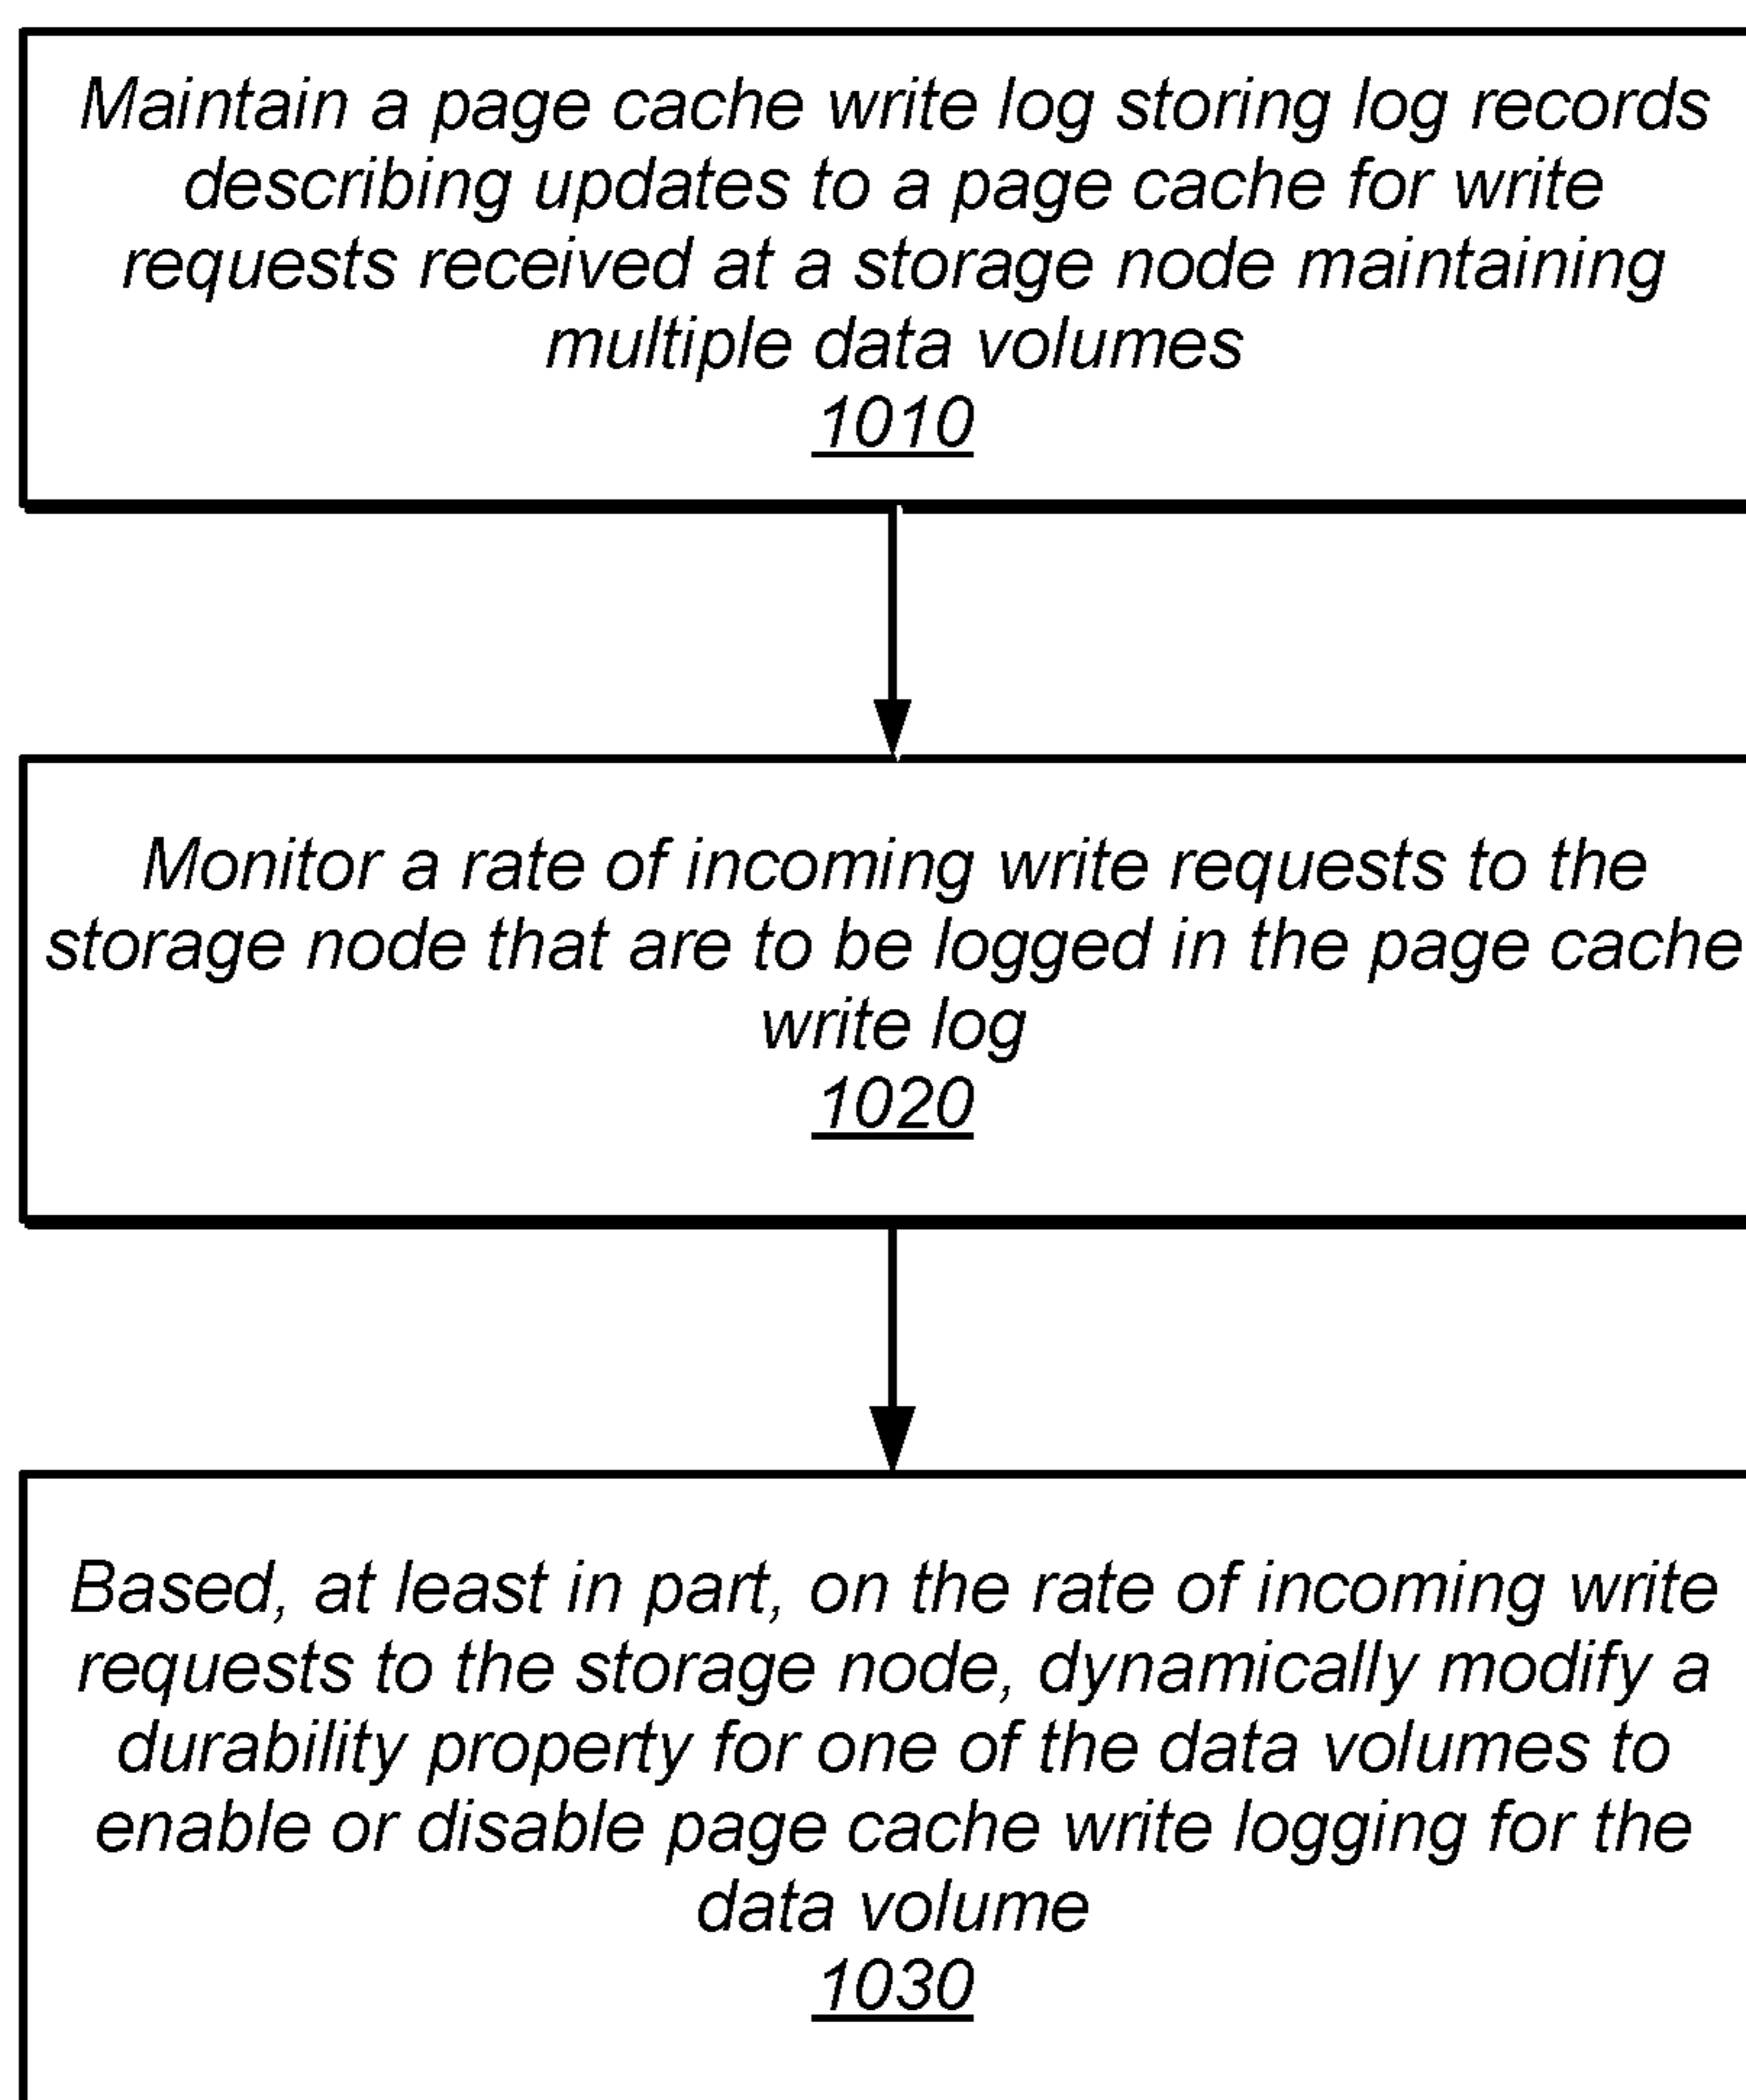 Maintain a page cache write log storing log records
describing updates to a page cache for write
requests received at a storage node maintaining
multiple data volumes
1010
Monitor a rate of incoming write requests to the
storage node that are to be logged in the page cache
write log
1020
Based, at least in part, on the rate of incoming write
requests to the storage node, dynamically modify a
durability property for one of the data volumes to
enable or disable page cache write logging for the
data volume
1030